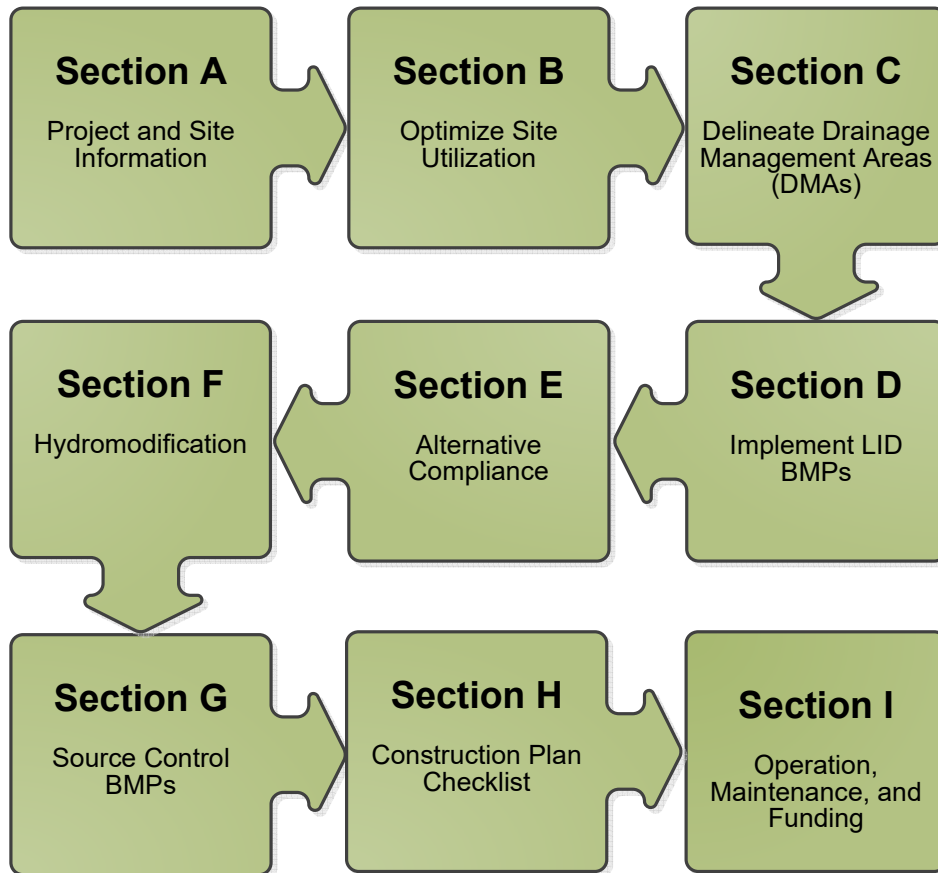 Section A
Project and Site
Information
Section B
Optimize Site
Utilization
Section C
Delineate Drainage
Management Areas
(DMAs)
Section D
Implement LID
BMPs
Section E
Alternative
Compliance
Section F
Hydromodification
Section G
Source Control
BMPs
Section H
Construction Plan
Checklist
Section I
Operation,
Maintenance, and
Funding